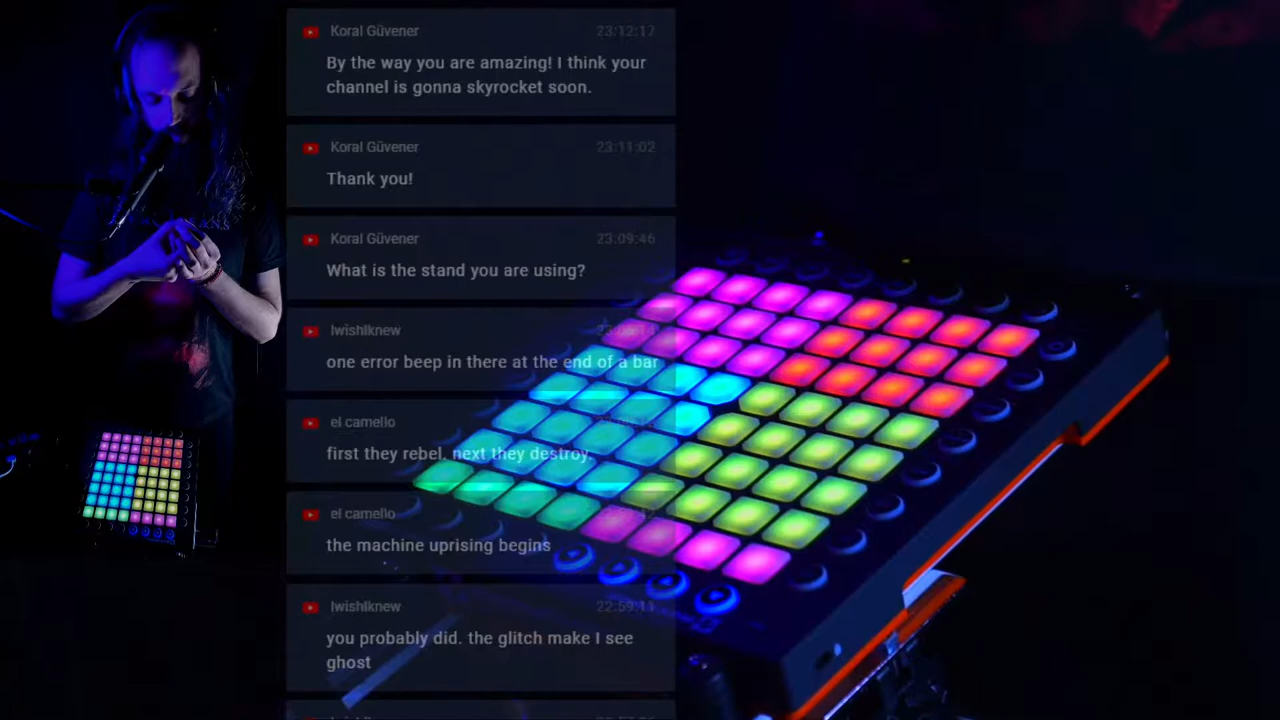 Koral Güvener 23:12:17
By the way you are amazing! I think your
channel is gonna skyrocket soon.
Koral Güvener 23:11:02
Thank you!
Koral Güvener 23:09:46
What is the stand you are using?
IwishIknew
one error beep in there at the end of a bar
el camello
first they rebel. next they destroy.
el camello
the machine uprising begins
IwishIknew 22:59:11
you probably did. the glitch make I see
ghost